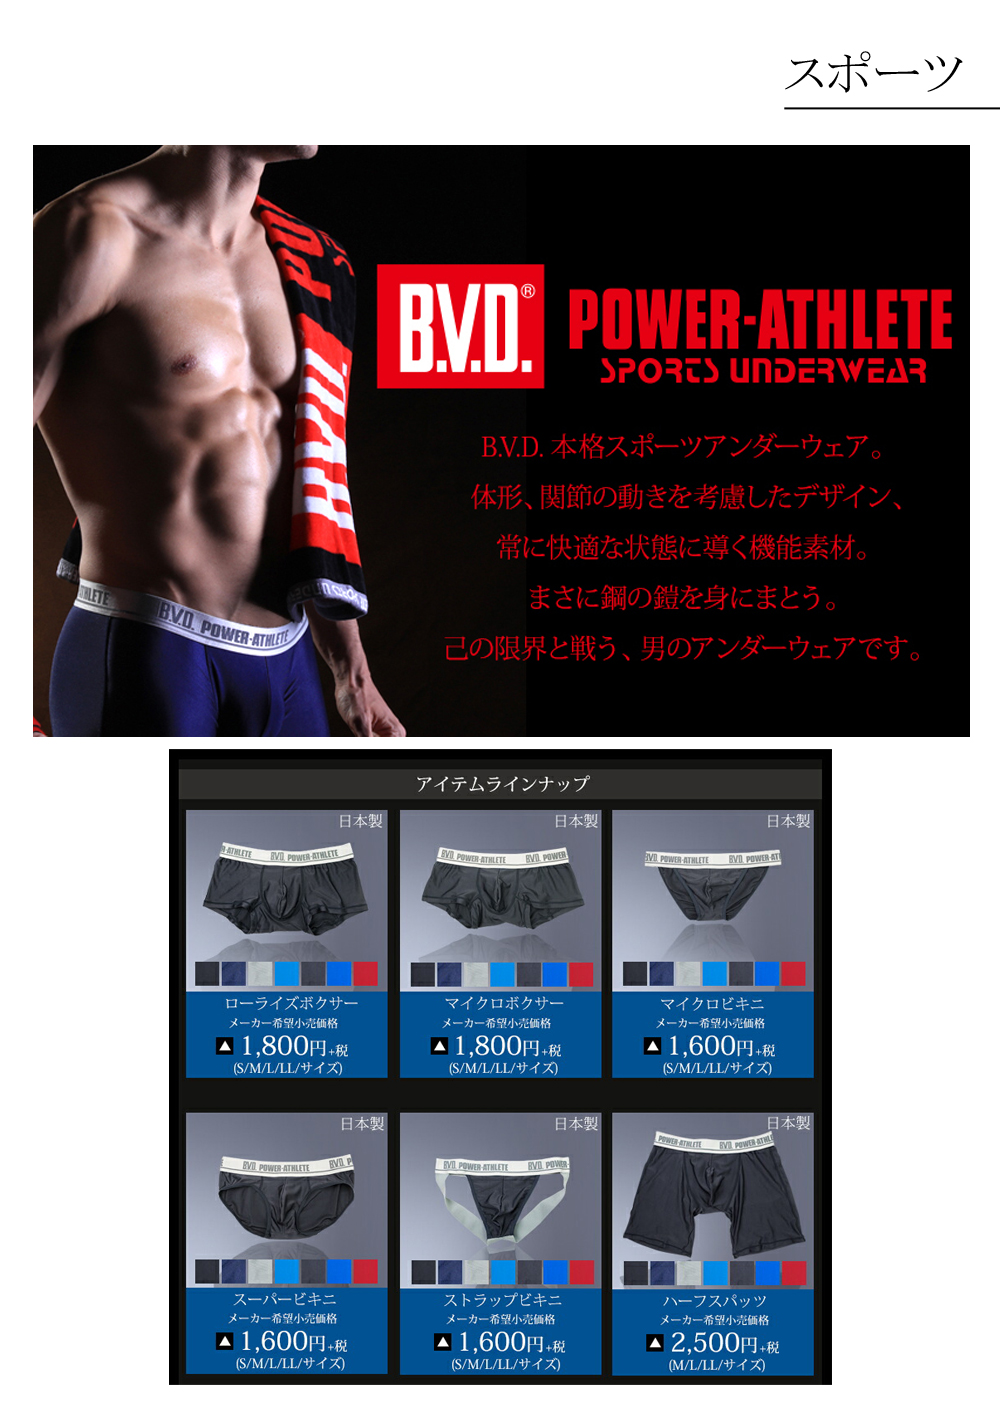 スポーツ
B.V.D.®
POWER-ATHLETE
SPORTS UNDERWEAR
B.V.D. 本格スポーツアンダーウェア。
体形、関節の動きを考慮したデザイン、
常に快適な状態に導く機能素材。
まさに鋼の鎧を身にまとう。
己の限界と戦う、男のアンダーウェアです。
THLETE B.V.D. POWER-ATHLETE
アイテムラインナップ
日本製
ローライズボクサー
メーカー希望小売価格
▲ 1,800円+税
(S/M/L/LL/サイズ)
日本製
B.V.D. POWER-ATHLETE
マイクロボクサー
メーカー希望小売価格
▲ 1,800円+税
(S/M/L/LL/サイズ)
日本製
B.V.D. POWER-ATHLETE
マイクロビキニ
メーカー希望小売価格
▲ 1,600円+税
(S/M/L/LL/サイズ)
日本製
B.V.D. POWER-ATHLETE
スーパービキニ
メーカー希望小売価格
▲ 1,600円+税
(S/M/L/LL/サイズ)
日本製
B.V.D. POWER-ATHLETE
ストラップビキニ
メーカー希望小売価格
▲ 1,600円+税
(S/M/L/LL/サイズ)
日本製
POWER-ATHLETE B.V.D. POWER-ATHL
ハーフスパッツ
メーカー希望小売価格
▲ 2,500円+税
(M/L/LL/サイズ)